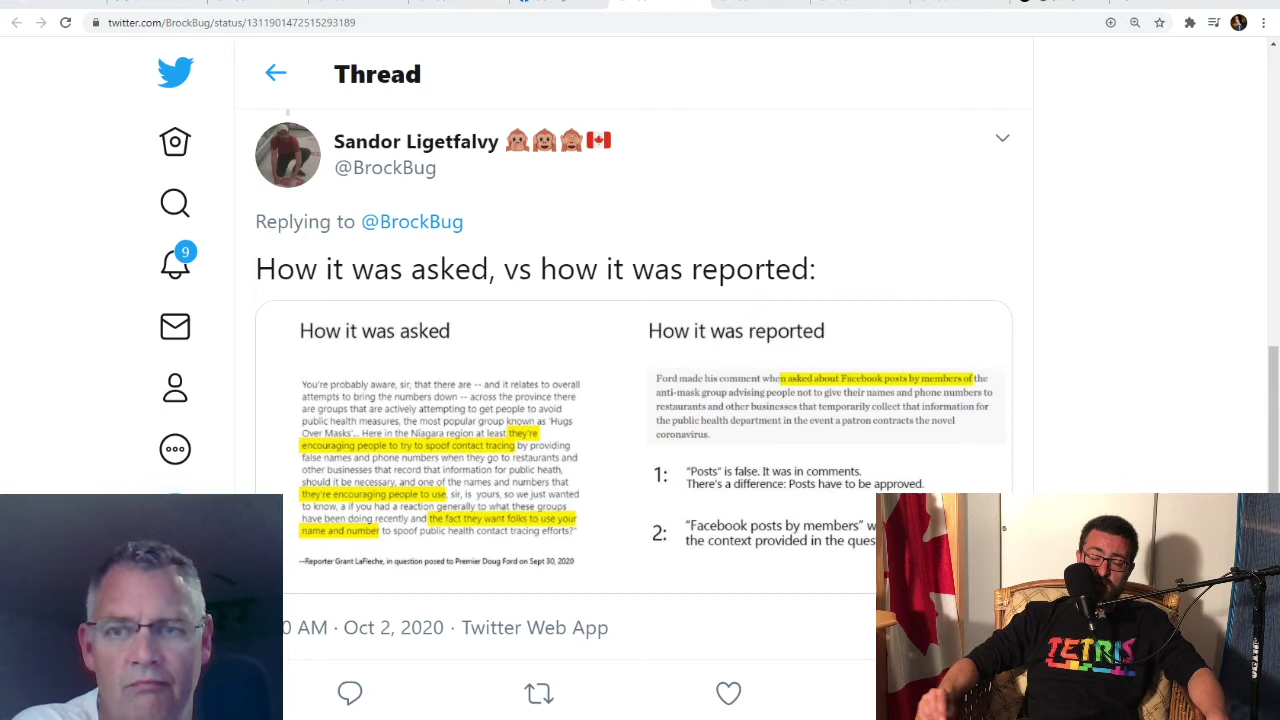 twitter.com/BrockBug/status/1311901472515293189
Thread
Sandor Ligetfalvy
@BrockBug
9
Replying to @BrockBug
How it was asked, vs how it was reported:
How it was asked
You're probably aware, sir, that there are -- and it relates to overall
attempts to bring the numbers down -- across the province there
are groups that are actively attempting to get people to avoid
public health measures, the most popular group known as 'Hugs
Over Masks'... Here in the Niagara region at least they're
encouraging people to try to spoof contact tracing by providing
false names and phone numbers when they go to restaurants and
other businesses that record that information for public heath,
should it be necessary, and one of the names and numbers that
they're encouraging people to use, sir, is yours, so we just wanted
to know, a if you had a reaction generally to what these groups
have been doing recently and the fact they want folks to use your
name and number to spoof public health contact tracing efforts?"
--Reporter Grant LaFleche, in question posed to Premier Doug Ford on Sept 30, 2020
How it was reported
Ford made his comment when asked about Facebook posts by members of the
anti-mask group advising people not to give their names and phone numbers to
restaurants and other businesses that temporarily collect that information for
the public health department in the event a patron contracts the novel
coronavirus.
1: "Posts" is false. It was in comments.
There's a difference: Posts have to be approved.
2: "Facebook posts by members" w
the context provided in the ques
0 AM · Oct 2, 2020 · Twitter Web App
TETRIS